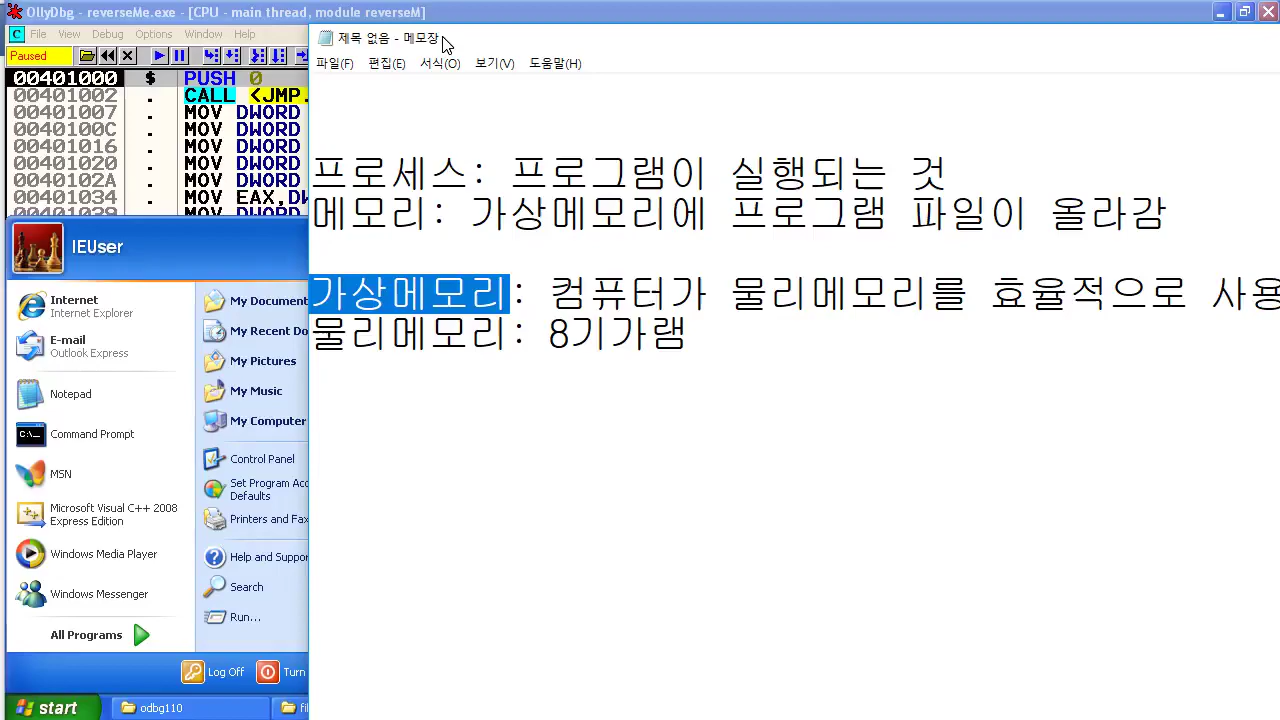 OllyDbg - reverseMe.exe - [CPU - main thread, module reverseM]
C File View Debug Options Window Help
Paused
00401000 $ PUSH 0
00401002 . CALL <JMP.
00401007 . MOV DWORD
0040100C . MOV DWORD
00401016 . MOV DWORD
00401020 . MOV DWORD
0040102A . MOV DWORD
00401034 . MOV EAX,DW
IEUser
Internet
Internet Explorer
E-mail
Outlook Express
Notepad
Command Prompt
MSN
Microsoft Visual C++ 2008
Express Edition
Windows Media Player
Windows Messenger
All Programs
My Document
My Recent Do
My Pictures
My Music
My Computer
Control Panel
Set Program Acc
Defaults
Printers and Fax
Help and Suppor
Search
Run...
Log Off
Turn
start
odbg110
제목 없음 - 메모장
파일(F) 편집(E) 서식(O) 보기(V) 도움말(H)
프로세스: 프로그램이 실행되는 것
메모리: 가상메모리에 프로그램 파일이 올라감
가상메모리: 컴퓨터가 물리메모리를 효율적으로 사용
물리메모리: 8기가램